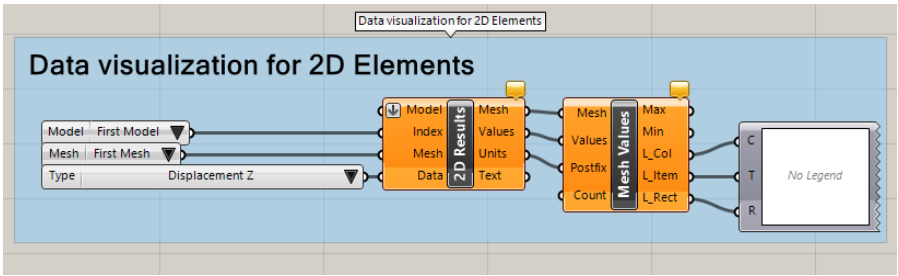 Data visualization for 2D Elements
Data visualization for 2D Elements
Model First Model
Mesh First Mesh
Type Displacement Z
Model
Index
Mesh
Data
2D Results
Mesh
Values
Units
Text
Mesh
Values
Postfix
Count
Mesh Values
Max
Min
L_Col
L_Item
L_Rect
C
T
R
No Legend